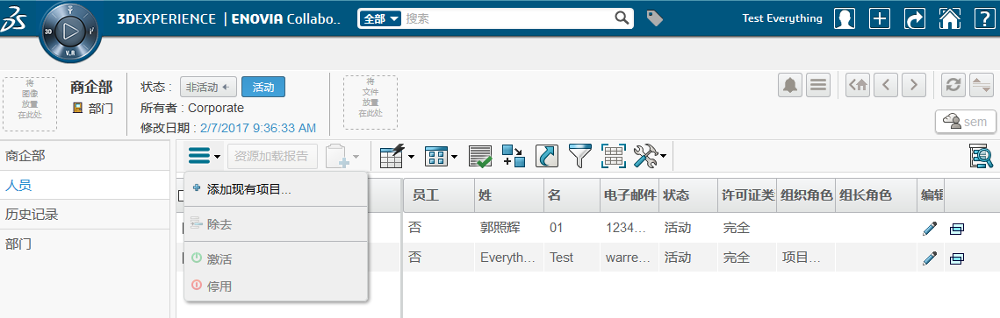 3DEXPERIENCE | ENOVIA Collabo.. 全部 搜索 Test Everything
3D V.R
将
图像
放置
在此处
商企部
部门
状态 : 非活动 活动
所有者 : Corporate
修改日期 : 2/7/2017 9:36:33 AM
将
文件
放置
在此处
sem
商企部
人员
历史记录
部门
资源加载报告
添加现有项目...
除去
激活
停用
员工 姓 名 电子邮件 状态 许可证类 组织角色 组长角色 编辑
否 郭照辉 01 1234... 活动 完全
否 Everyth... Test warre... 活动 完全 项目...